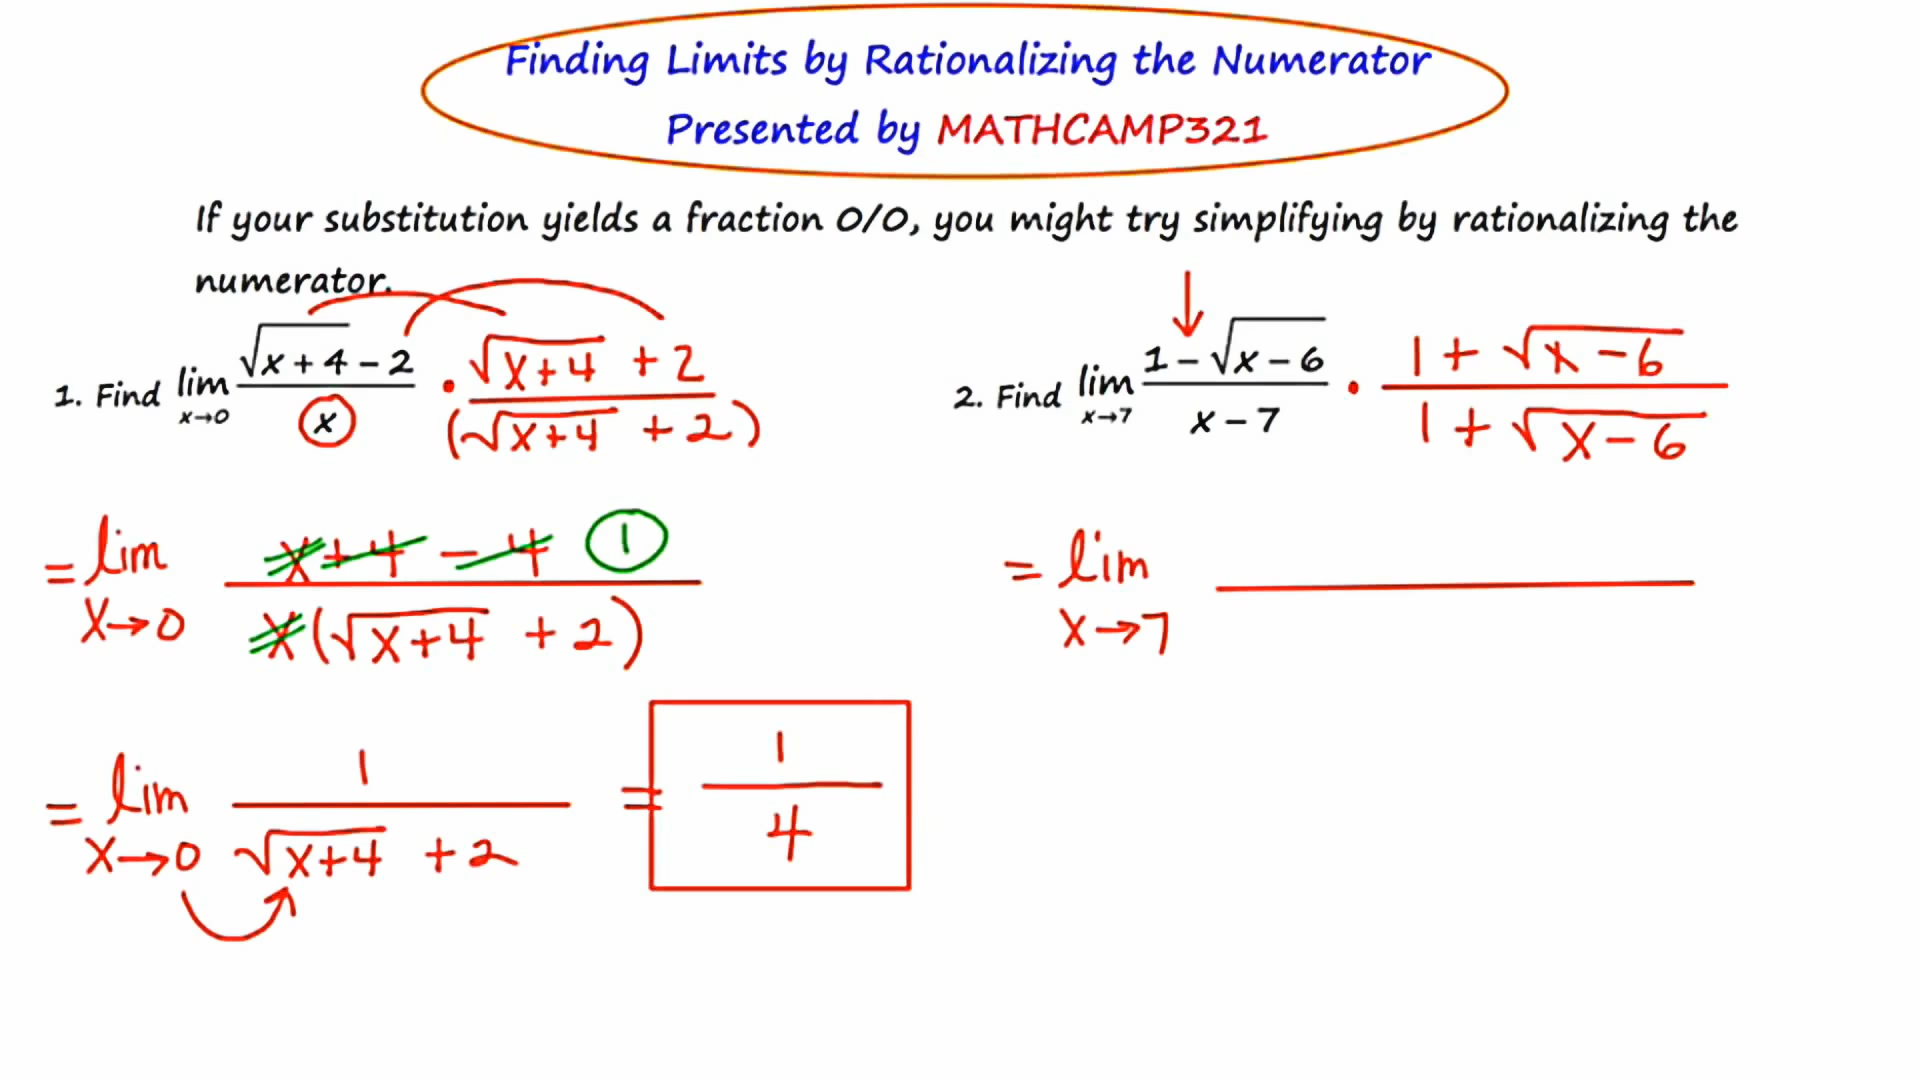 Finding Limits by Rationalizing the Numerator
Presented by MATHCAMP321
If your substitution yields a fraction 0/0, you might try simplifying by rationalizing the
numerator.
1. Find lim x→0 (√(x + 4) − 2)/x · (√(x+4) + 2)/(√(x+4) + 2)
= lim x→0 (x+4 − 4)/(x(√(x+4) + 2)) 1
= lim x→0 1/(√(x+4) + 2) = 1/4
2. Find lim x→7 (1 − √(x − 6))/(x − 7) · (1 + √(x − 6))/(1 + √(x − 6))
= lim x→7